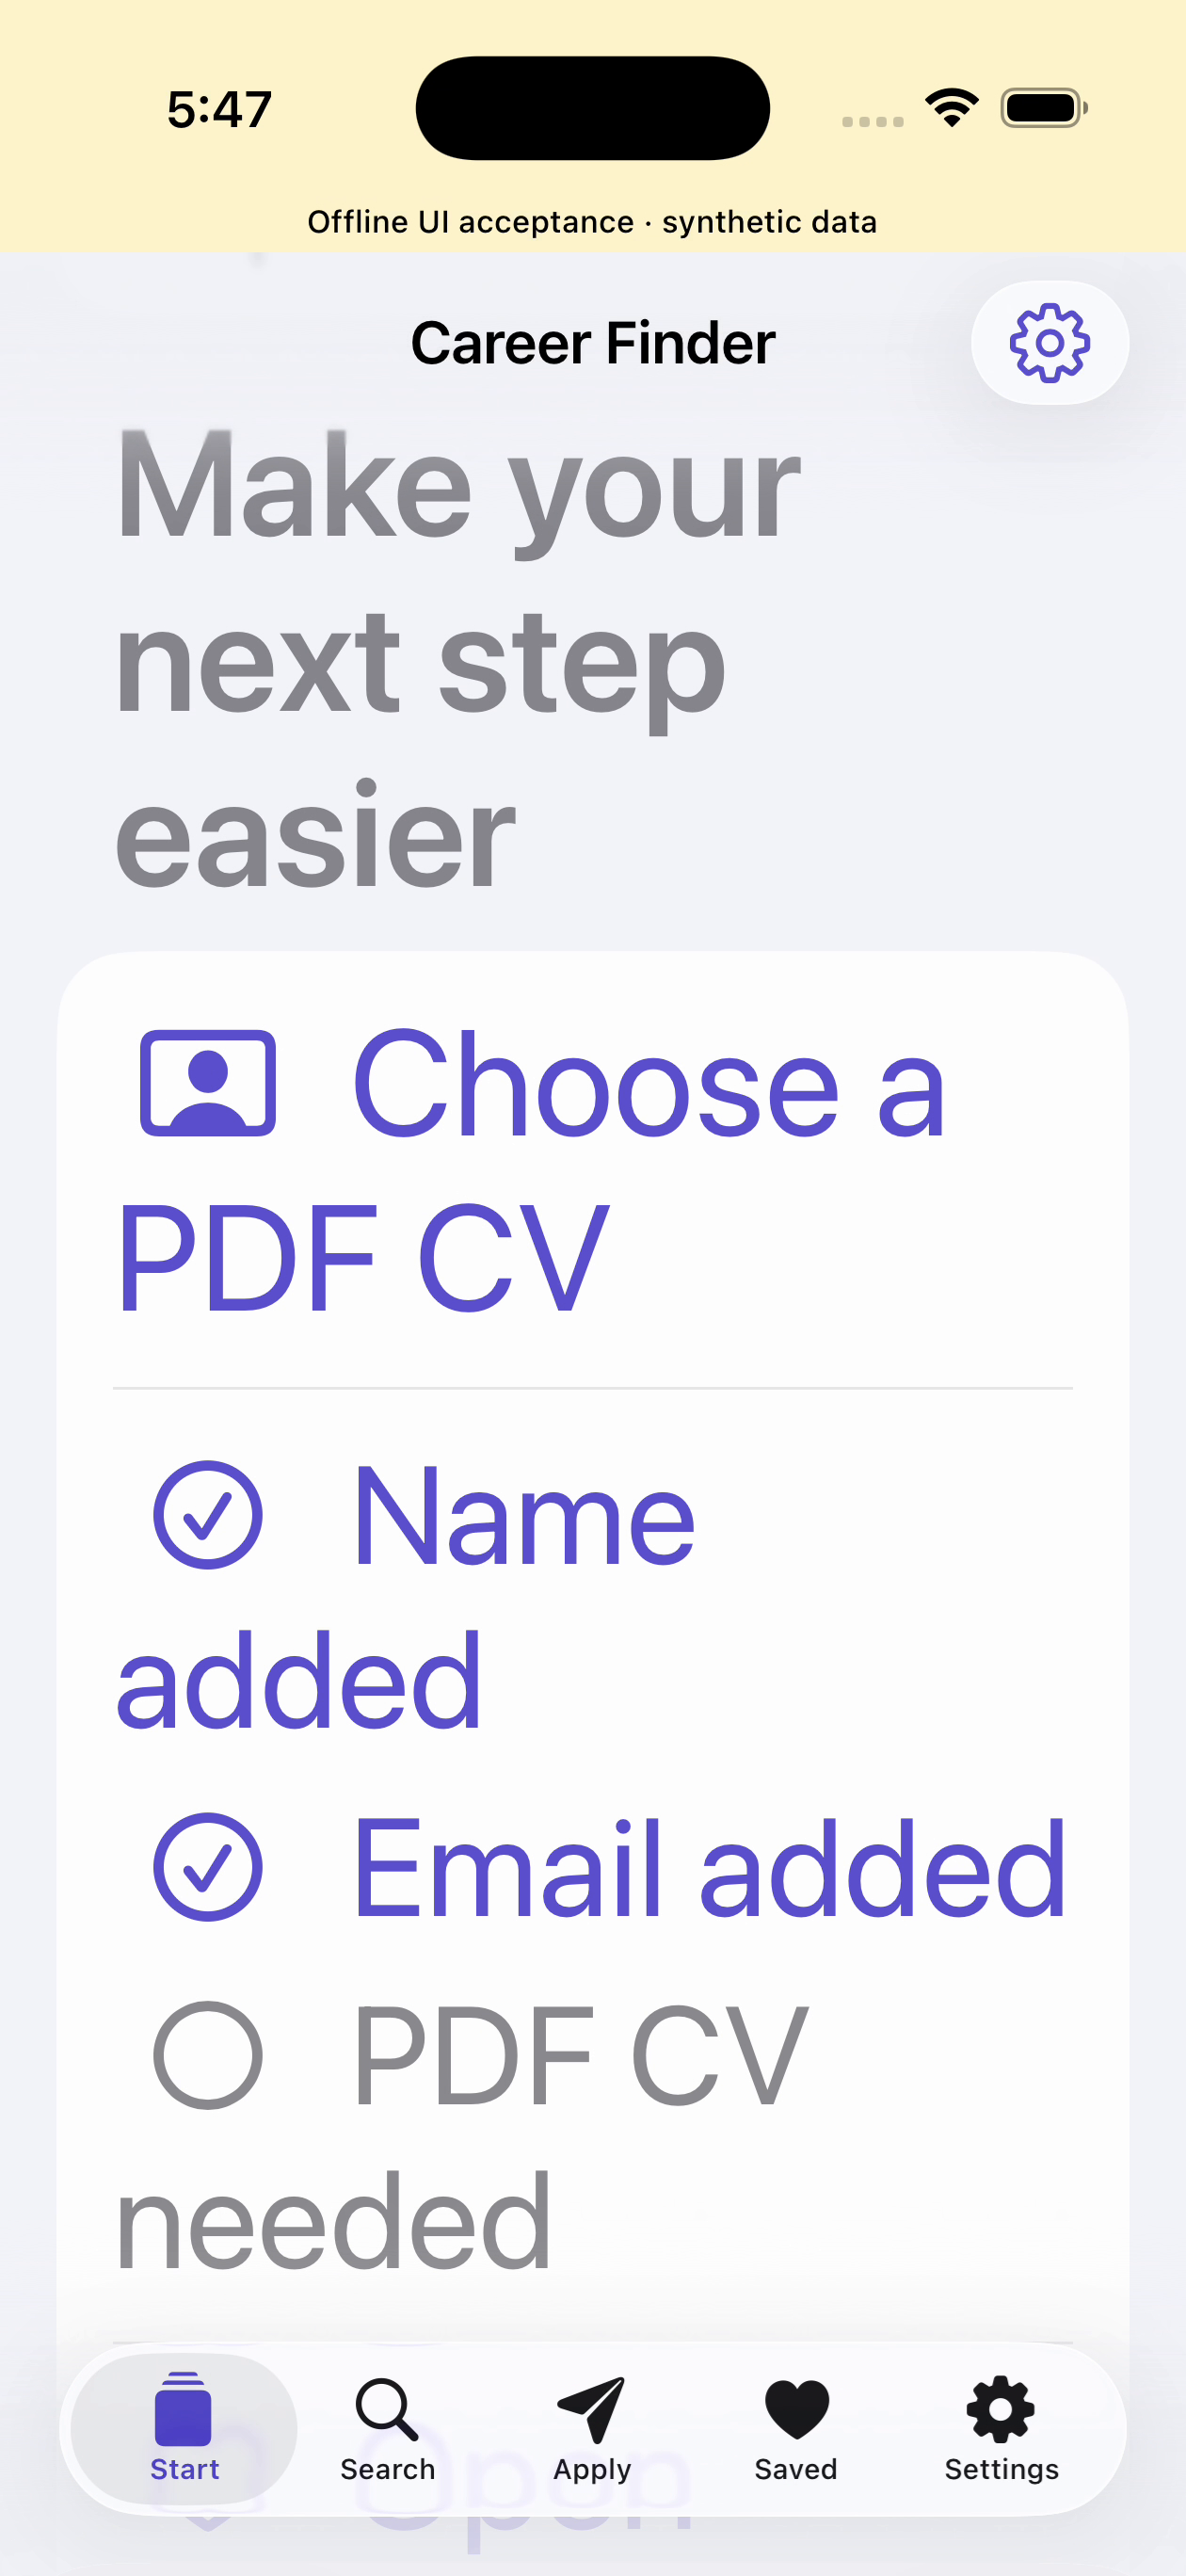 5:47
Offline UI acceptance · synthetic data
Career Finder
Make your
next step
easier
Choose a
PDF CV
Name
added
Email added
PDF CV
needed
Open
Start
Search
Apply
Saved
Settings